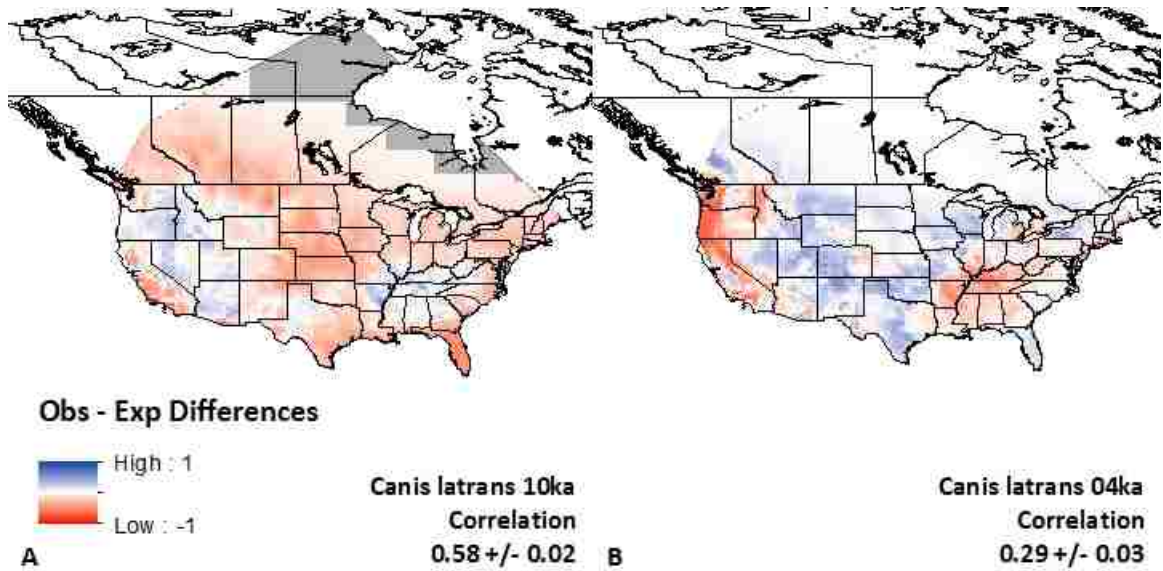 Obs - Exp Differences
High : 1
Low : -1
Canis latrans 10ka
Correlation
0.58 +/- 0.02
A
Canis latrans 04ka
Correlation
0.29 +/- 0.03
B